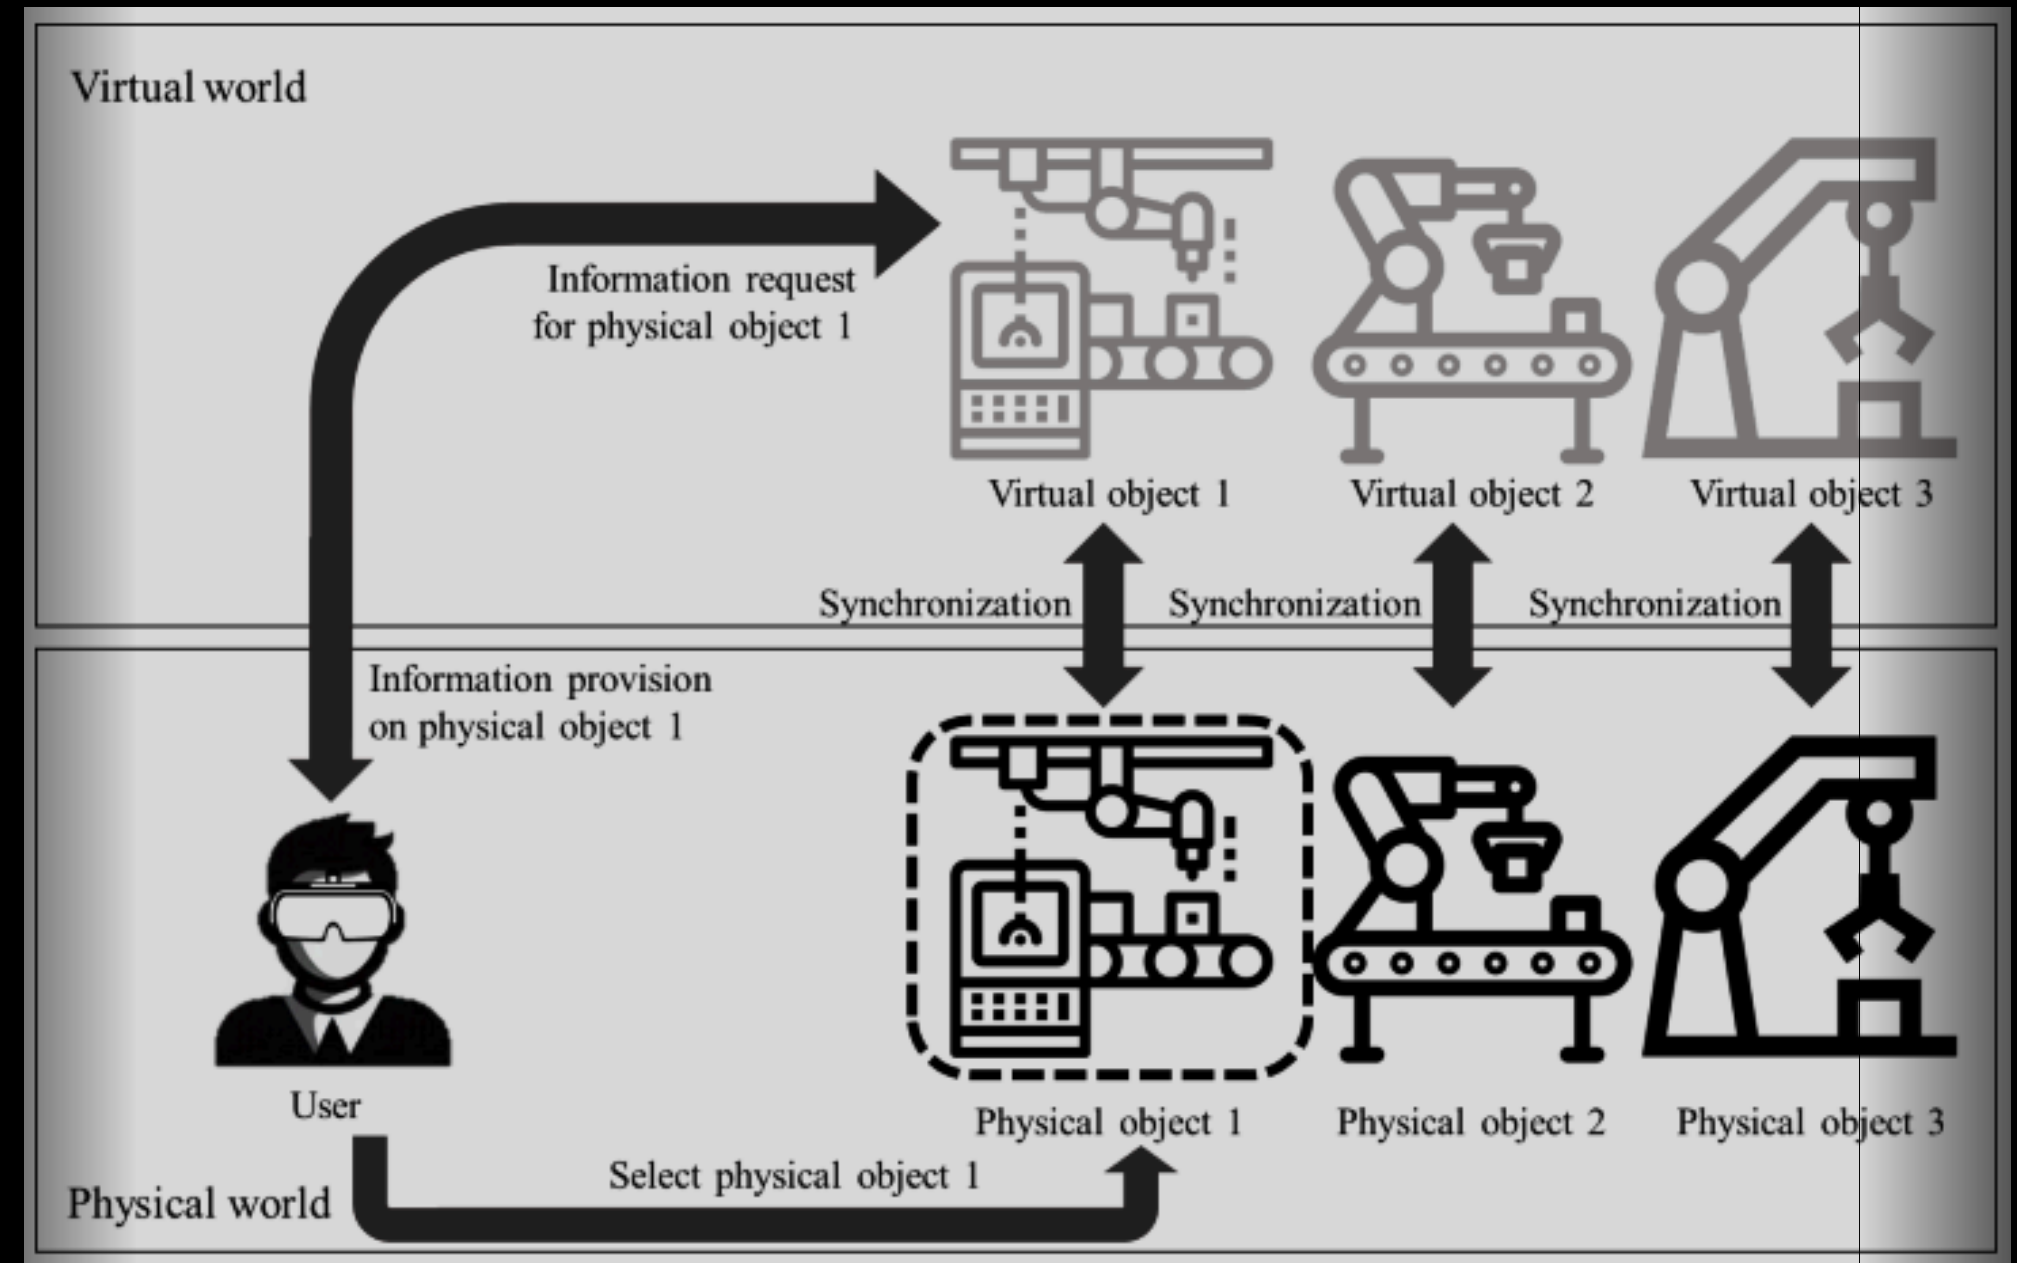 Virtual world
Information request
for physical object 1
Virtual object 1
Virtual object 2
Virtual object 3
Synchronization
Synchronization
Synchronization
Information provision
on physical object 1
User
Physical object 1
Physical object 2
Physical object 3
Select physical object 1
Physical world